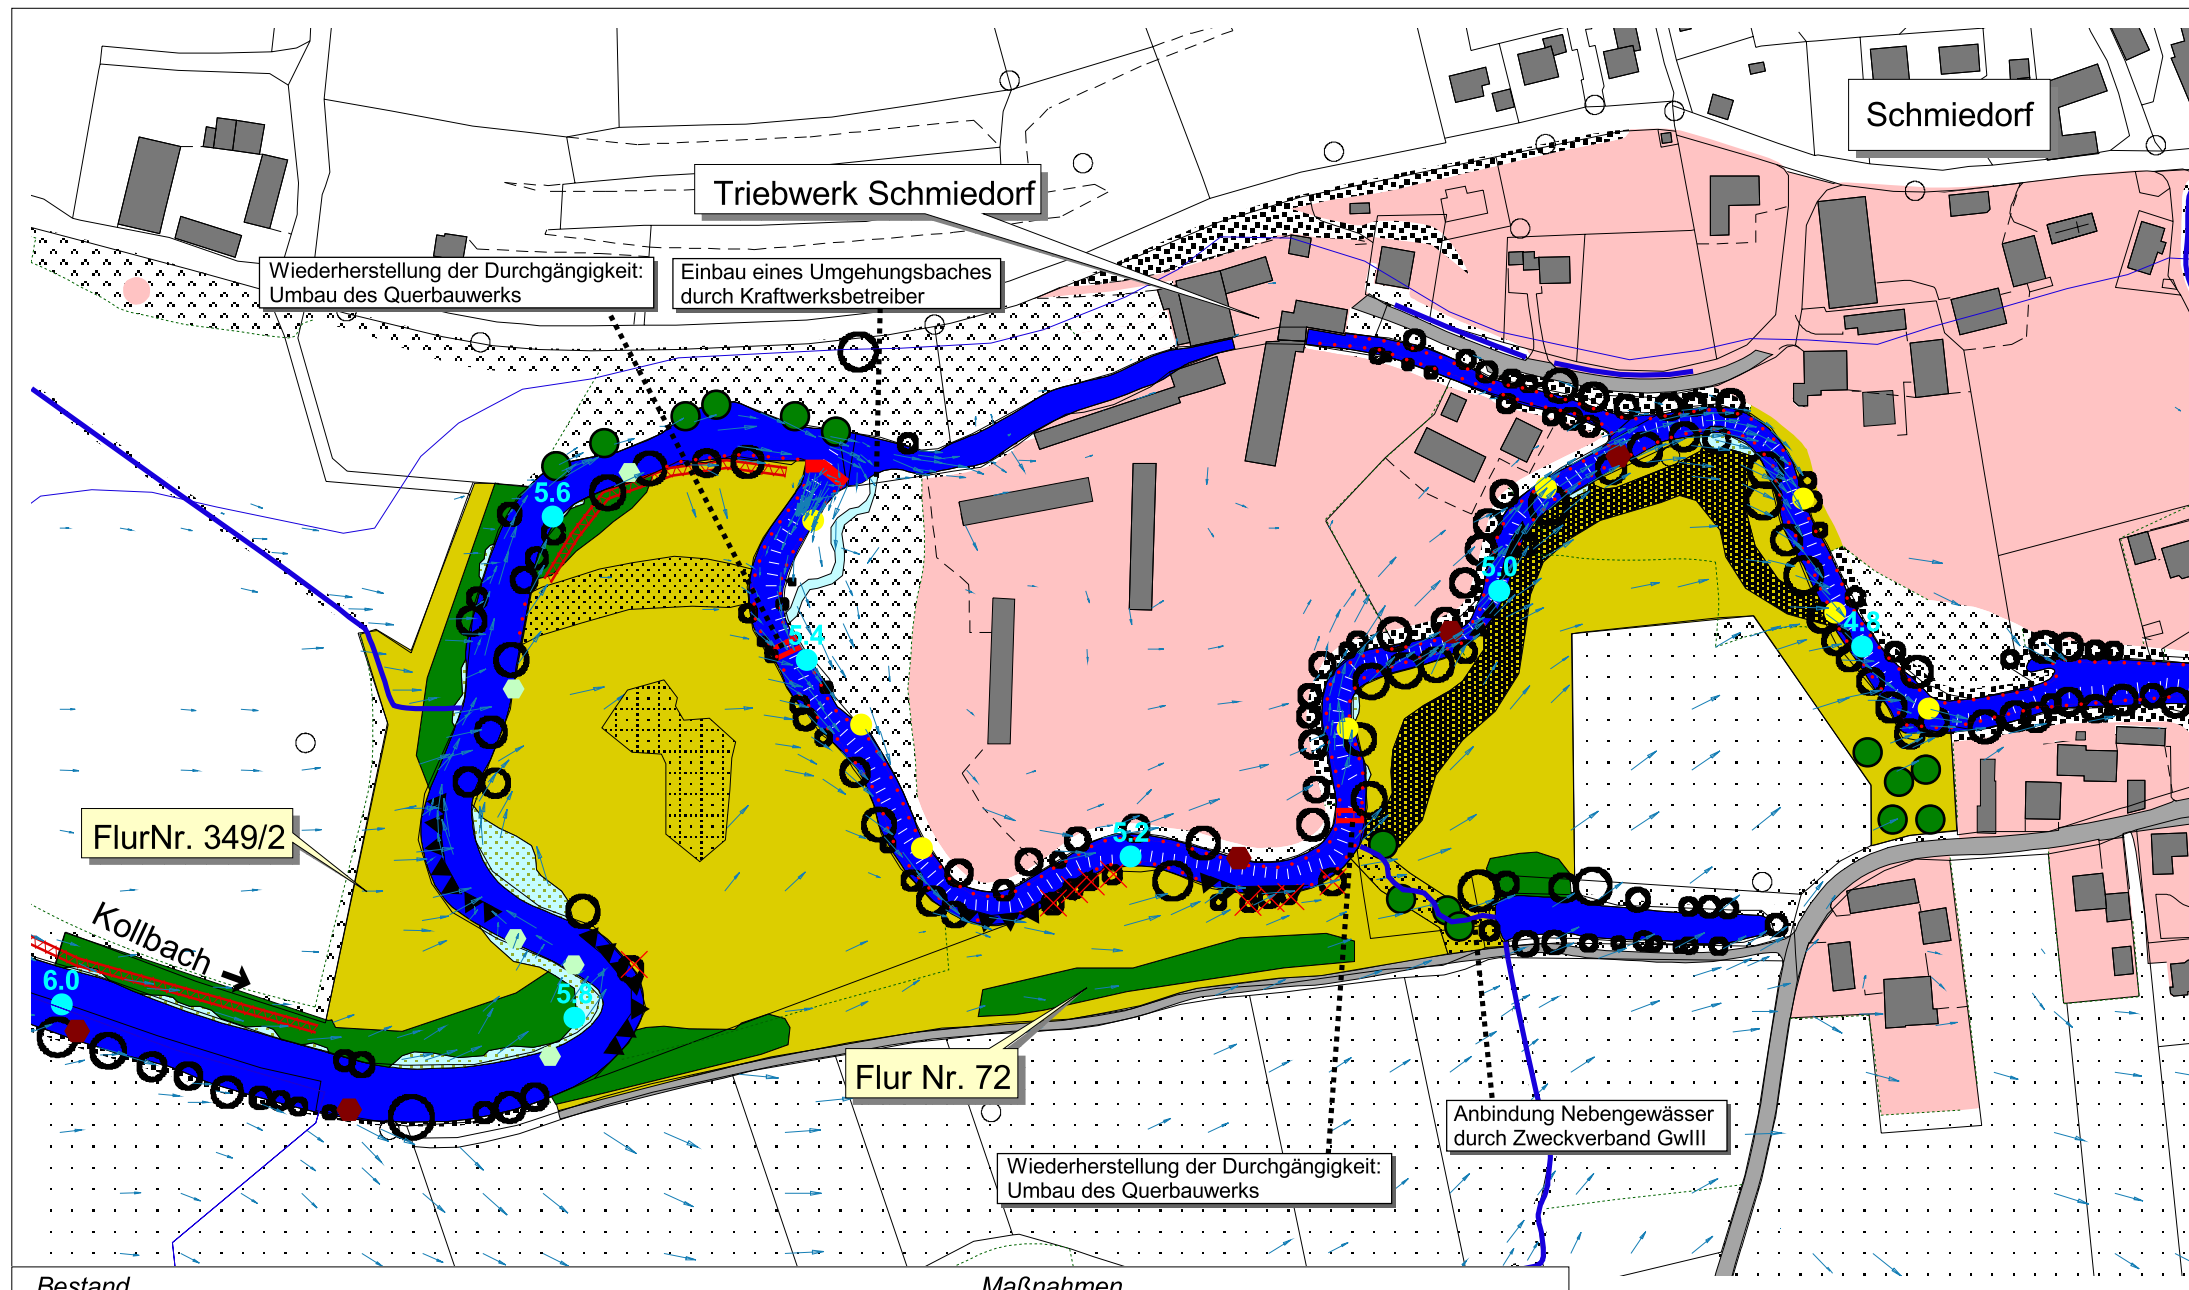 Schmiedorf
Triebwerk Schmiedorf
Wiederherstellung der Durchgängigkeit:
Umbau des Querbauwerks
Einbau eines Umgehungsbaches
durch Kraftwerksbetreiber
5.6
5.4
5.0
4.8
5.2
FlurNr. 349/2
Kollbach
6.0
5.8
Flur Nr. 72
Anbindung Nebengewässer
durch Zweckverband GwIII
Wiederherstellung der Durchgängigkeit:
Umbau des Querbauwerks
Bestand
Maßnahmen